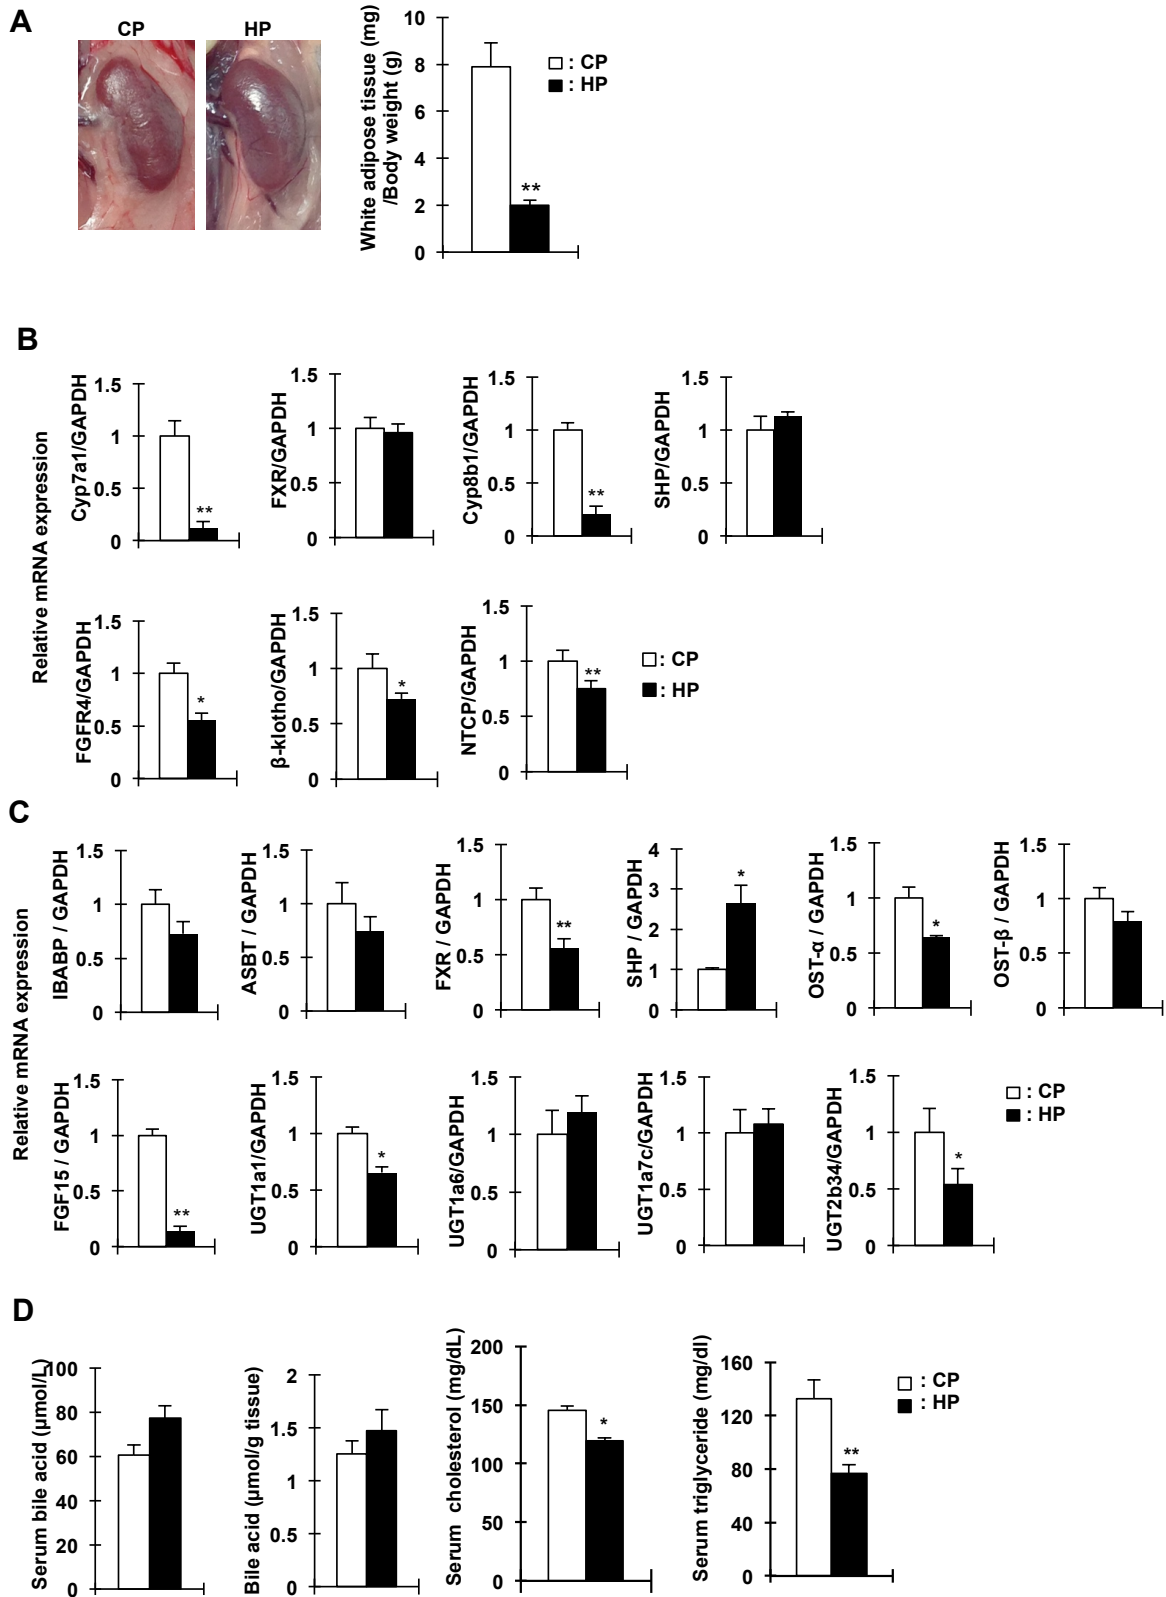 A
CP
HP
White adipose tissue (mg)
/Body weight (g)
10
8
6
4
2
0
**
: CP
: HP
B
Relative mRNA expression
Cyp7a1/GAPDH
1.5
1
0.5
0
**
FXR/GAPDH
1.5
1
0.5
0
Cyp8b1/GAPDH
1.5
1
0.5
0
**
SHP/GAPDH
1.5
1
0.5
0
FGFR4/GAPDH
1.5
1
0.5
0
*
β-klotho/GAPDH
1.5
1
0.5
0
*
NTCP/GAPDH
1.5
1
0.5
0
**
: CP
: HP
C
Relative mRNA expression
IBABP / GAPDH
1.5
1
0.5
0
ASBT / GAPDH
1.5
1
0.5
0
FXR / GAPDH
1.5
1
0.5
0
**
SHP / GAPDH
4
3
2
1
0
*
OST-α / GAPDH
1.5
1
0.5
0
*
OST-β / GAPDH
1.5
1
0.5
0
FGF15 / GAPDH
1.5
1
0.5
0
**
UGT1a1/GAPDH
1.5
1
0.5
0
*
UGT1a6/GAPDH
1.5
1
0.5
0
UGT1a7c/GAPDH
1.5
1
0.5
0
UGT2b34/GAPDH
1.5
1
0.5
0
*
: CP
: HP
D
Serum bile acid (μmol/L)
100
80
60
40
20
0
Bile acid (μmol/g tissue)
2
1.5
1
0.5
0
Serum cholesterol (mg/dL)
200
150
100
50
0
*
Serum triglyceride (mg/dl)
160
120
80
40
0
**
: CP
: HP